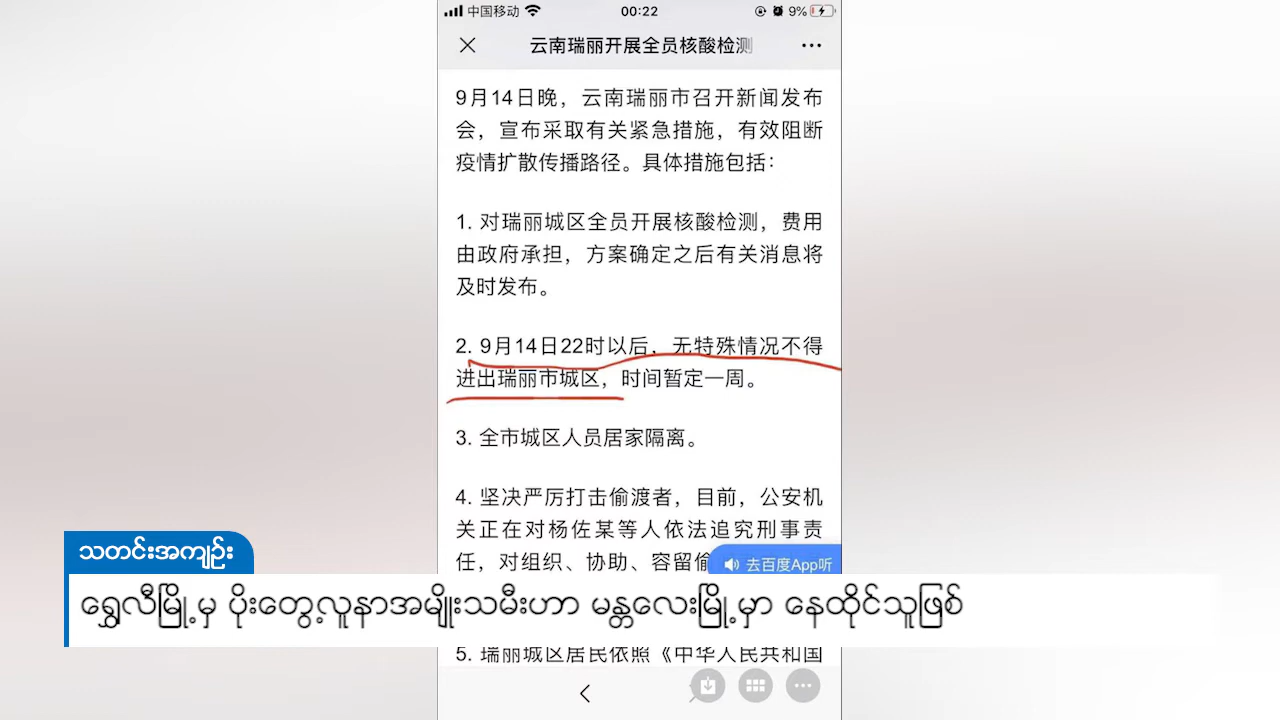 中国移动
00:22
9%
云南瑞丽开展全员核酸检测
9月14日晚，云南瑞丽市召开新闻发布
会，宣布采取有关紧急措施，有效阻断
疫情扩散传播路径。具体措施包括：
1. 对瑞丽城区全员开展核酸检测，费用
由政府承担，方案确定之后有关消息将
及时发布。
2. 9月14日22时以后，无特殊情况不得
进出瑞丽市城区，时间暂定一周。
3. 全市城区人员居家隔离。
4. 坚决严厉打击偷渡者，目前，公安机
关正在对杨佐某等人依法追究刑事责
任，对组织、协助、容留偷
去百度App听
သတင်းအကျဉ်း
ရွှေလီမြို့မှ ပိုးတွေ့လူနာအမျိုးသမီးဟာ မန္တလေးမြို့မှာ နေထိုင်သူဖြစ်
5. 瑞丽城区居民依照《中华人民共和国